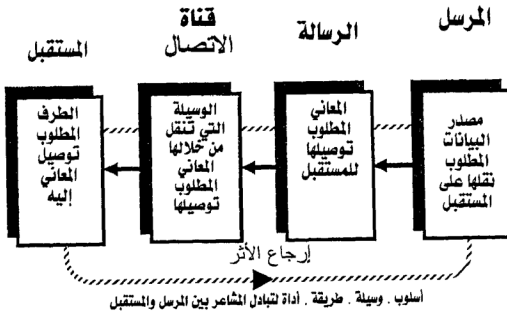 المرسل
الرسالة
قناة
الاتصال
المستقبل
مصدر
البيانات
المطلوب
نقلها على
المستقبل
المعاني
المطلوب
توصيلها
للمستقبل
الوسيلة
التي تنقل
من خلالها
المعاني
المطلوب
توصيلها
الطرف
المطلوب
توصيل
المعاني
إليه
إرجاع الأثر
أسلوب . وسيلة . طريقة . أداة لتبادل المشاعر بين المرسل والمستقبل